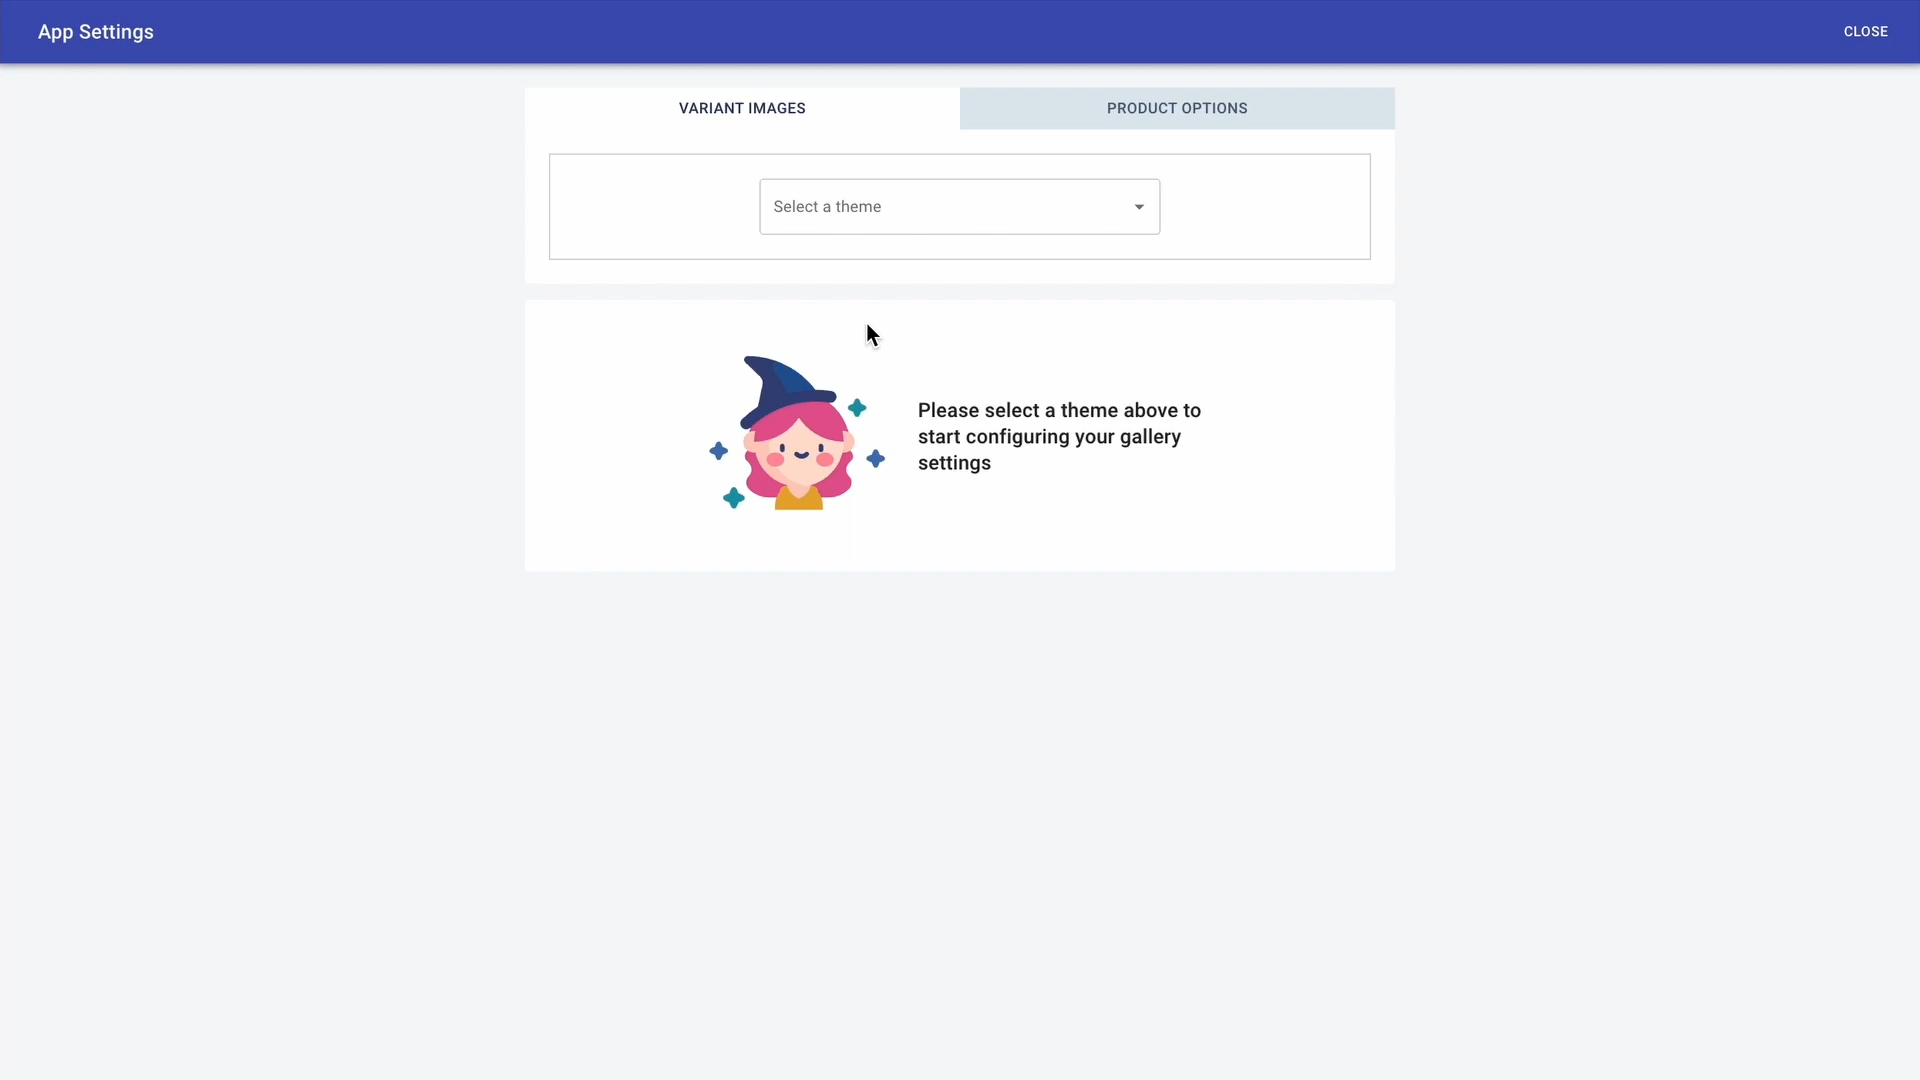 App Settings
CLOSE
VARIANT IMAGES
PRODUCT OPTIONS
Select a theme
Please select a theme above to
start configuring your gallery
settings